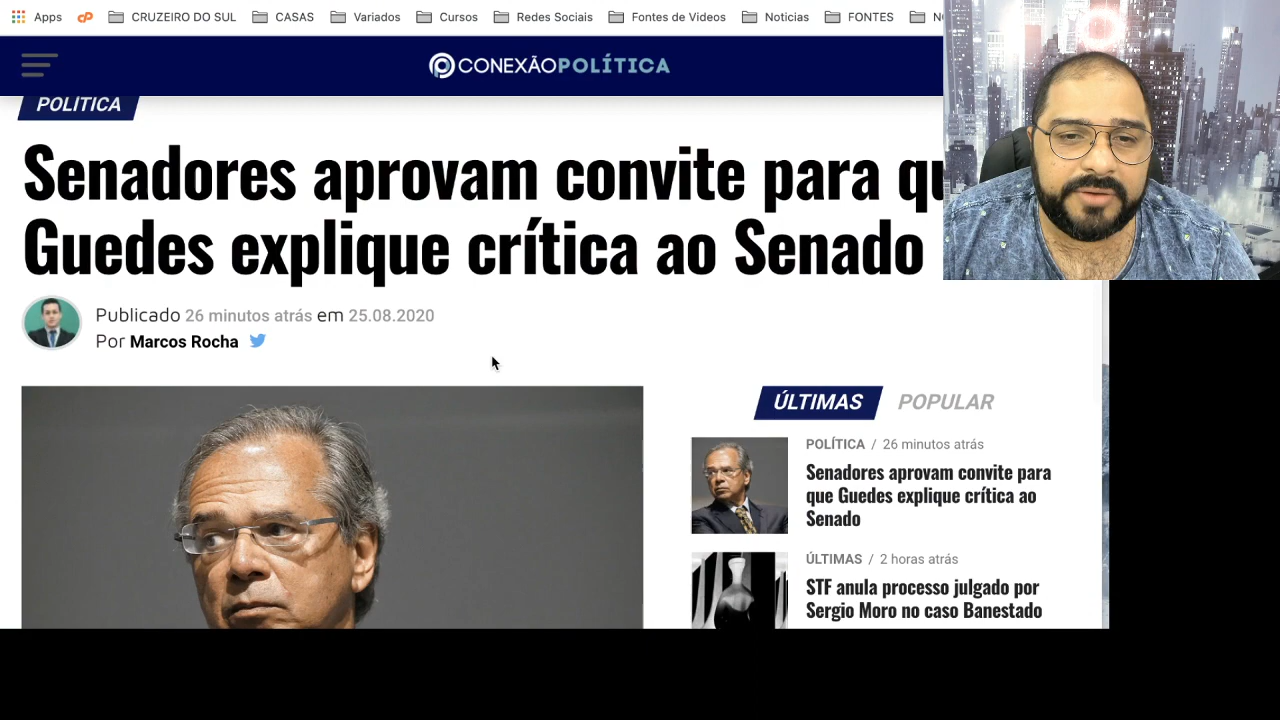 Apps
CRUZEIRO DO SUL
CASAS
Variados
Cursos
Redes Sociais
Fontes de Videos
Noticias
FONTES
CONEXÃOPOLÍTICA
POLÍTICA
Senadores aprovam convite para
Guedes explique crítica ao Senado
Publicado 26 minutos atrás em 25.08.2020
Por Marcos Rocha
ÚLTIMAS
POPULAR
POLÍTICA / 26 minutos atrás
Senadores aprovam convite para
que Guedes explique crítica ao
Senado
ÚLTIMAS / 2 horas atrás
STF anula processo julgado por
Sergio Moro no caso Banestado